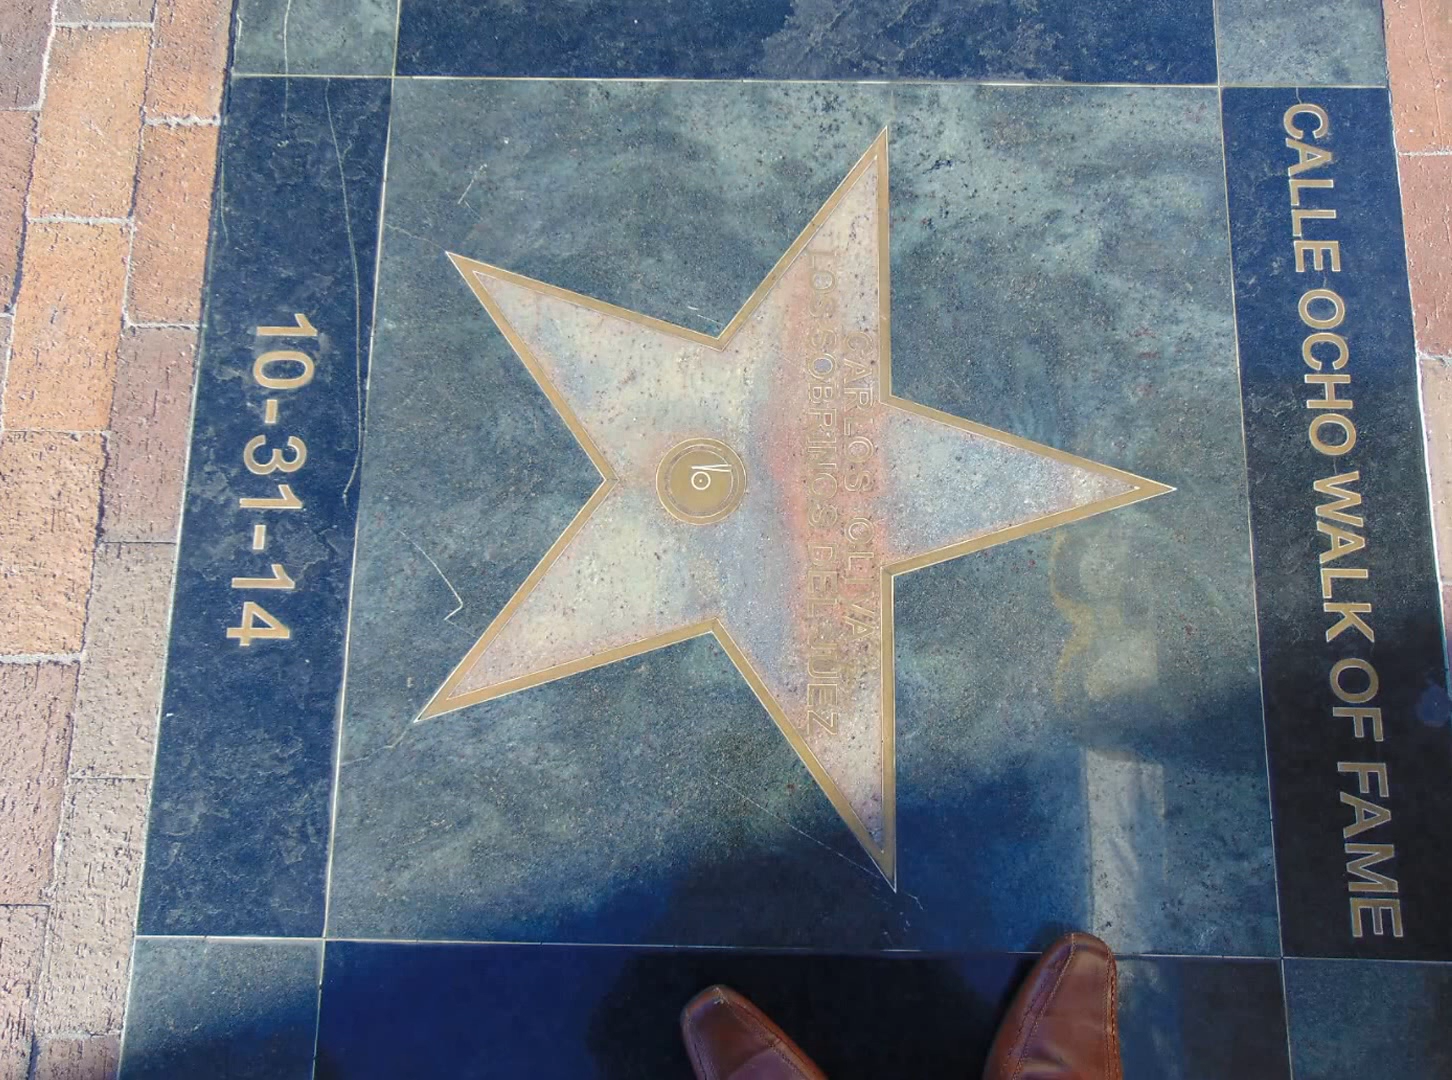 CALLE OCHO WALK OF FAME
CARLOS OLIVA Y
LOS SOBRINOS DEL JUEZ
10-31-14